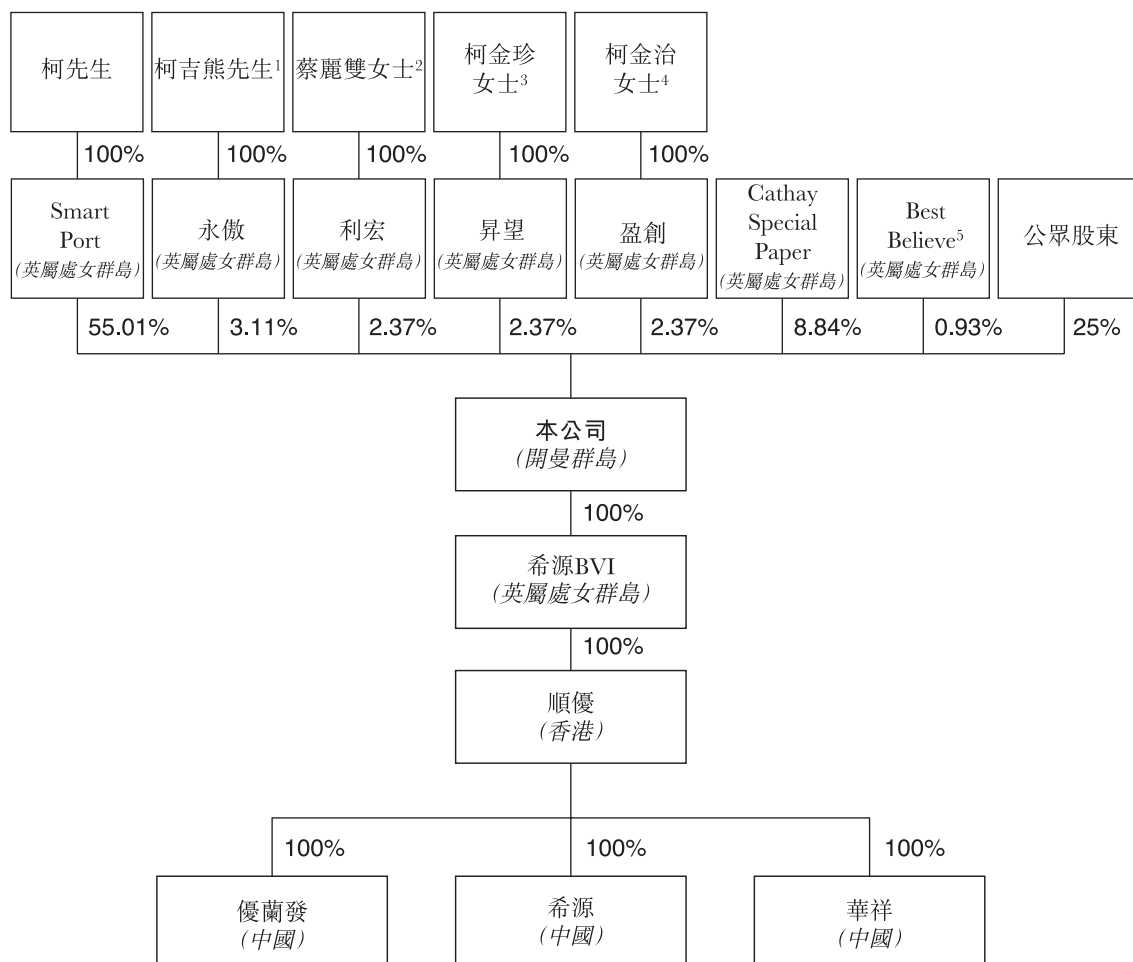 柯先生
柯吉熊先生1
蔡麗雙女士2
柯金珍
女士3
柯金治
女士4
100%
100%
100%
100%
100%
Smart
Port
(英屬處女群島)
永傲
(英屬處女群島)
利宏
(英屬處女群島)
昇望
(英屬處女群島)
盈創
(英屬處女群島)
Cathay
Special
Paper
(英屬處女群島)
Best
Believe5
(英屬處女群島)
公眾股東
55.01%
3.11%
2.37%
2.37%
2.37%
8.84%
0.93%
25%
本公司
(開曼群島)
100%
希源BVI
(英屬處女群島)
100%
順優
(香港)
100%
100%
100%
優蘭發
(中國)
希源
(中國)
華祥
(中國)